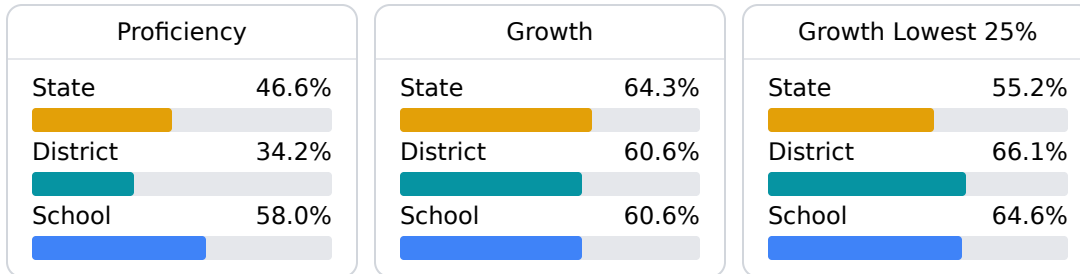 Proficiency
State 46.6%
District 34.2%
School 58.0%
Growth
State 64.3%
District 60.6%
School 60.6%
Growth Lowest 25%
State 55.2%
District 66.1%
School 64.6%